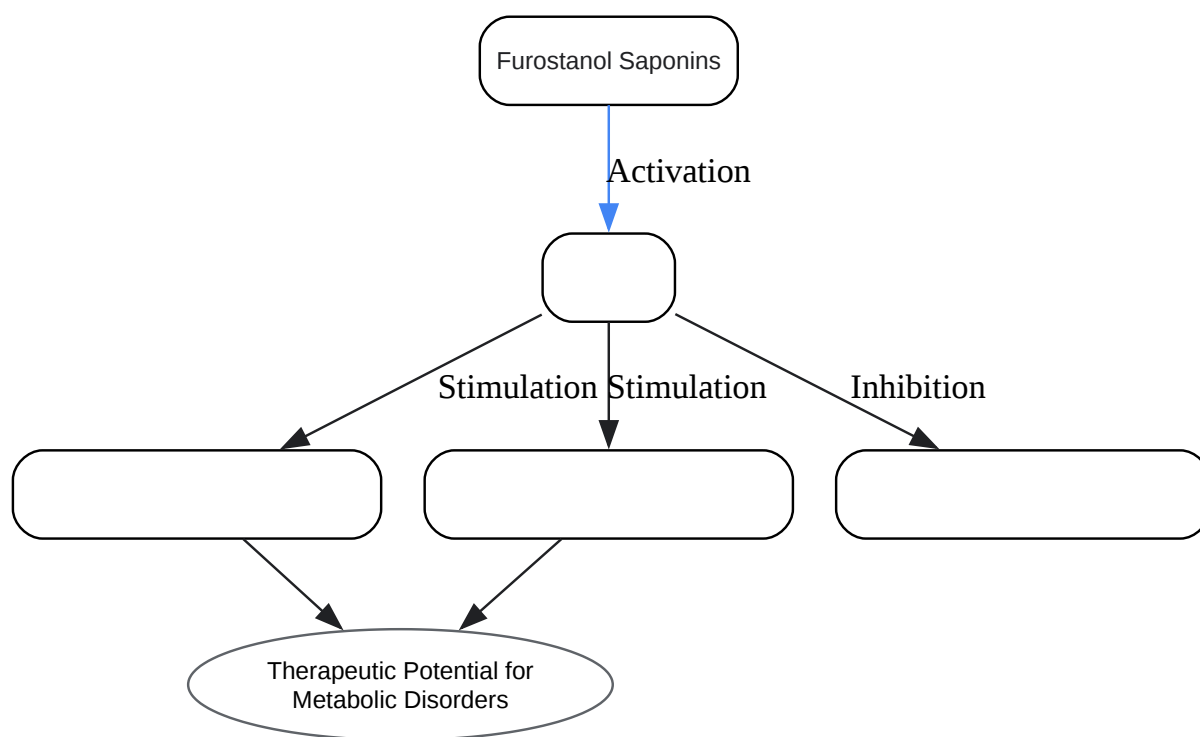 Furostanol Saponins
Activation
Stimulation
Stimulation
Inhibition
Therapeutic Potential for
Metabolic Disorders